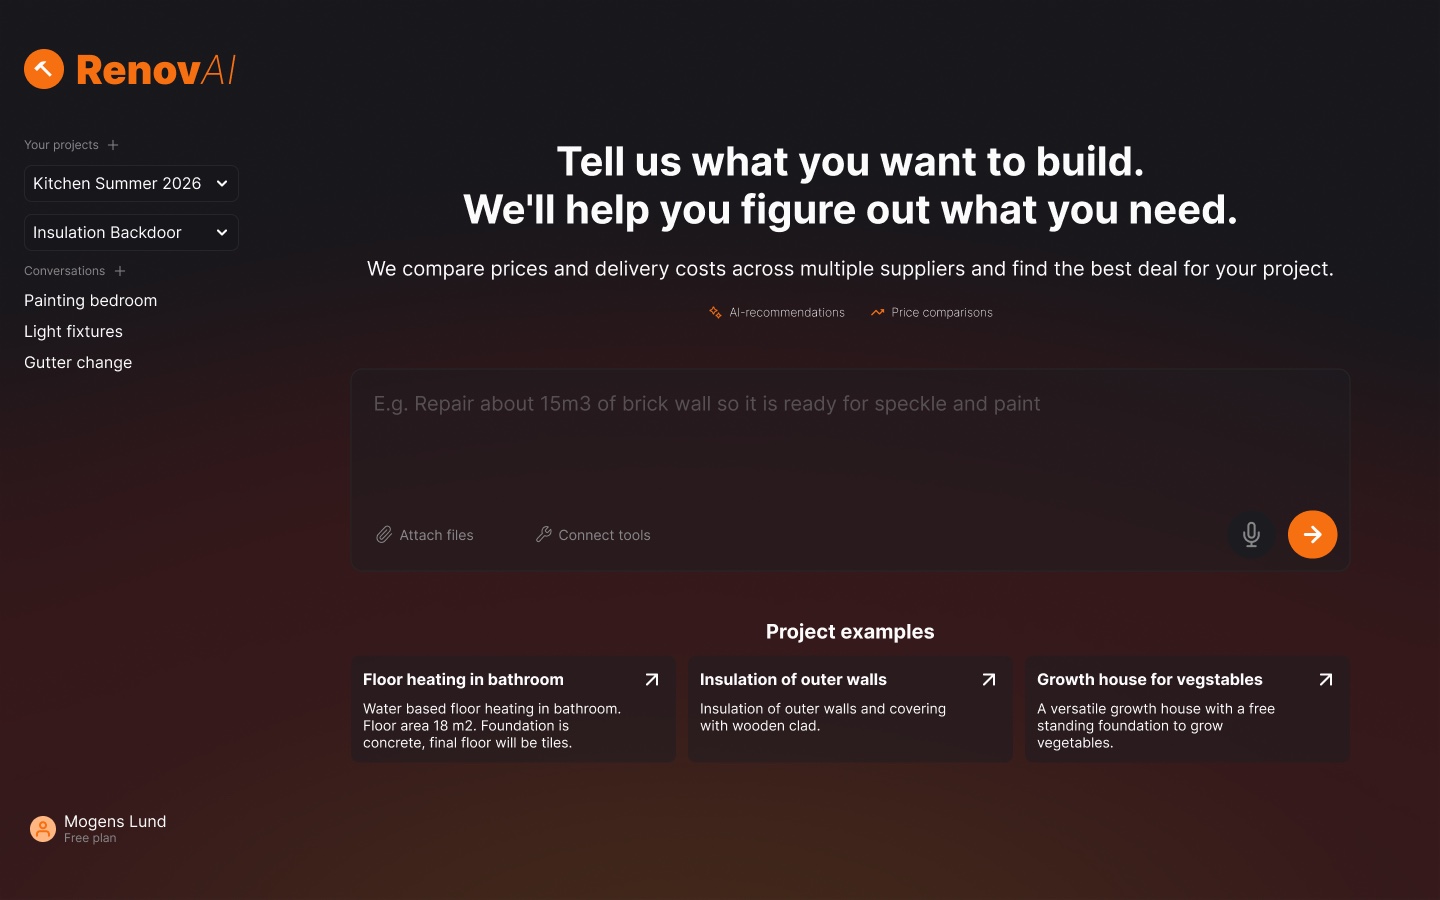 RenovAI
Your projects
Kitchen Summer 2026
Insulation Backdoor
Conversations
Painting bedroom
Light fixtures
Gutter change
Mogens Lund
Free plan
Tell us what you want to build.
We'll help you figure out what you need.
We compare prices and delivery costs across multiple suppliers and find the best deal for your project.
AI-recommendations
Price comparisons
E.g. Repair about 15m3 of brick wall so it is ready for speckle and paint
Attach files
Connect tools
Project examples
Floor heating in bathroom
Water based floor heating in bathroom.
Floor area 18 m2. Foundation is
concrete, final floor will be tiles.
Insulation of outer walls
Insulation of outer walls and covering
with wooden clad.
Growth house for vegstables
A versatile growth house with a free
standing foundation to grow
vegetables.